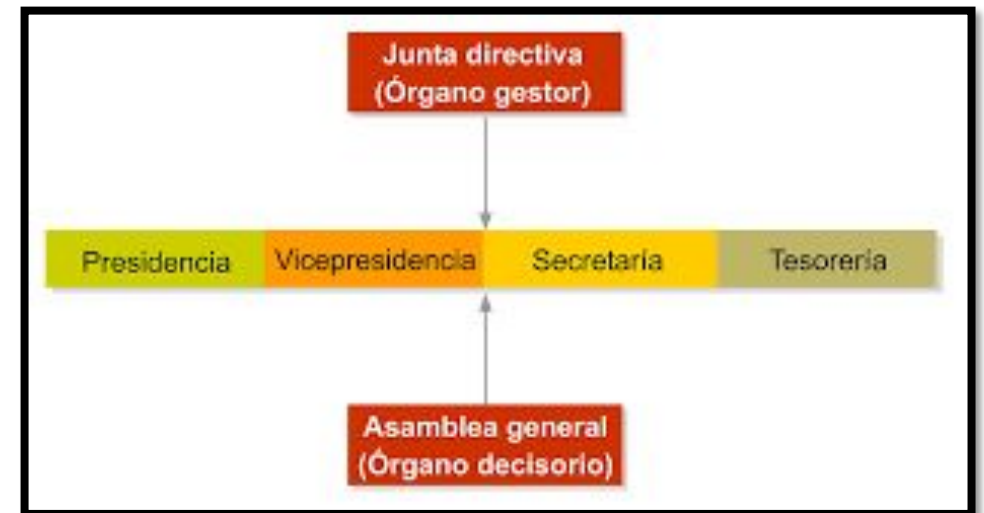 Junta directiva
(Órgano gestor)
Presidencia Vicepresidencia Secretaría Tesorería
Asamblea general
(Órgano decisorio)